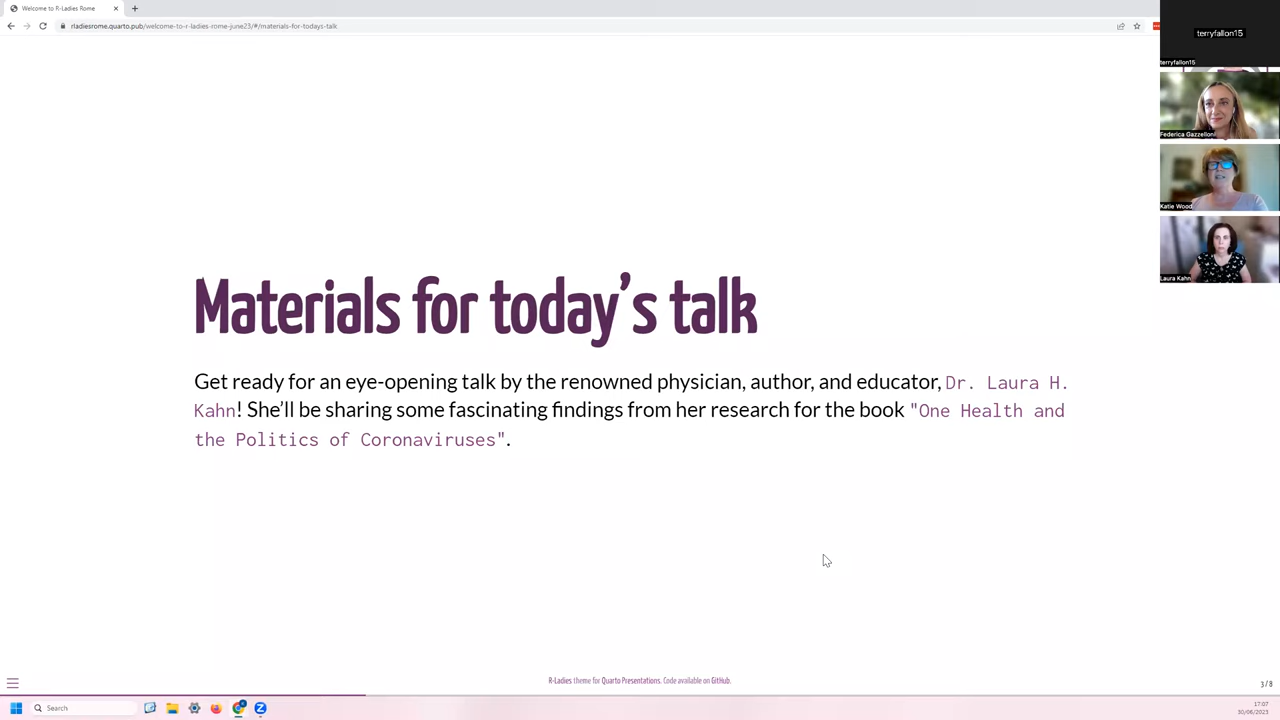 Welcome to R-Ladies Rome
rladiesrome.quarto.pub/welcome-to-r-ladies-rome-june23/#/materials-for-todays-talk
terryfallon15
terryfallon15
Federica Gazzelloni
Katie Wood
Laura Kahn
Materials for today’s talk
Get ready for an eye-opening talk by the renowned physician, author, and educator, Dr. Laura H.
Kahn! She’ll be sharing some fascinating findings from her research for the book "One Health and
the Politics of Coronaviruses".
R-Ladies theme for Quarto Presentations. Code available on GitHub.
3 / 8
Search
17:07
30/06/2023